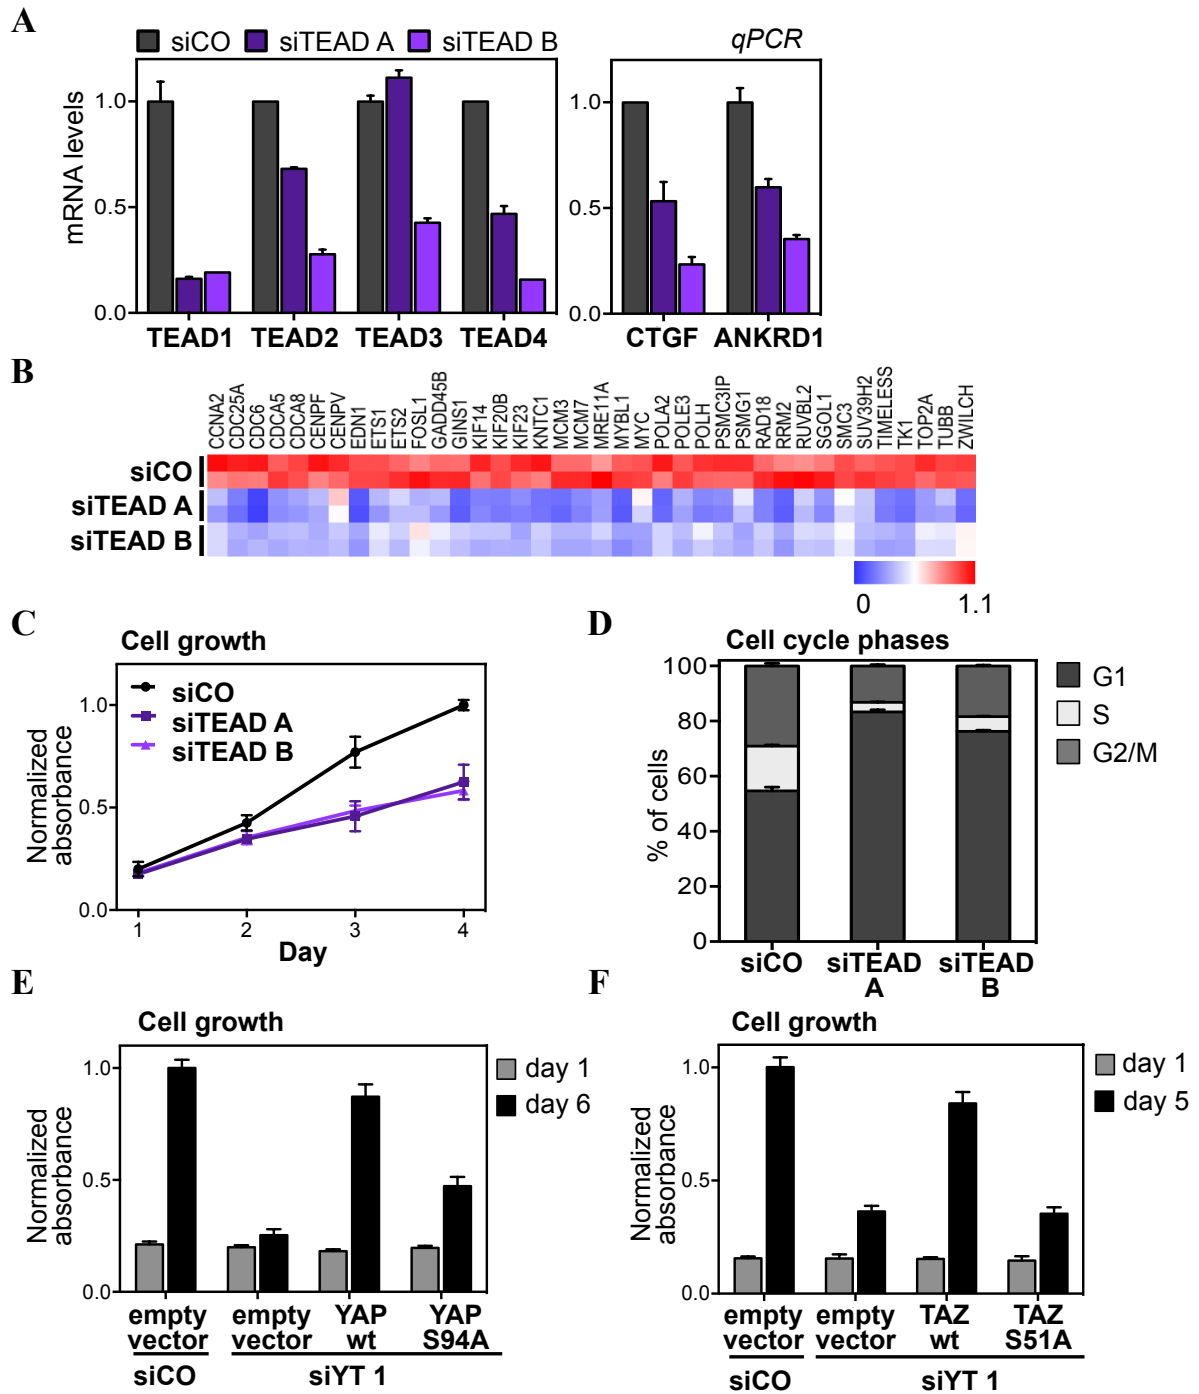 A
siCO siTEAD A siTEAD B
qPCR
mRNA levels
1.0
0.5
0.0
TEAD1 TEAD2 TEAD3 TEAD4
1.0
0.5
0.0
CTGF ANKRD1
B
CCNA2 CDC25A CDC6 CDCA5 CDCA8 CENPF CENPV EDN1 ETS1 ETS2 FOSL1 GADD45B GINS1 KIF14 KIF20B KIF23 KNTC1 MCM3 MCM7 MRE11A MYBL1 MYC POLA2 POLE3 POLH PSMC3IP PSMG1 RAD18 RRM2 RUVBL2 SGOL1 SMC3 SUV39H2 TIMELESS TK1 TOP2A TUBB ZWILCH
siCO
siTEAD A
siTEAD B
0 1.1
C
Cell growth
siCO
siTEAD A
siTEAD B
Normalized
absorbance
1.0
0.5
0.0
1 2 3 4
Day
D
Cell cycle phases
% of cells
100
80
60
40
20
0
siCO siTEAD A siTEAD B
G1
S
G2/M
E
Cell growth
day 1
day 6
Normalized
absorbance
1.0
0.5
0.0
empty vector empty vector YAP wt YAP S94A
siCO siYT 1
F
Cell growth
day 1
day 5
Normalized
absorbance
1.0
0.5
0.0
empty vector empty vector TAZ wt TAZ S51A
siCO siYT 1